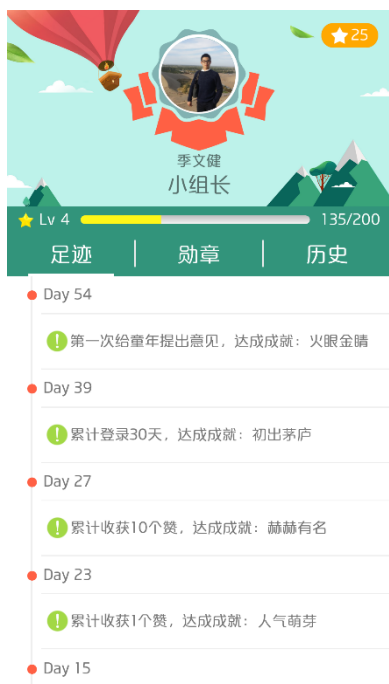 25
季文健
小组长
Lv 4 135/200
足迹 勋章 历史
Day 54
第一次给童年提出意见，达成成就：火眼金睛
Day 39
累计登录30天，达成成就：初出茅庐
Day 27
累计收获10个赞，达成成就：赫赫有名
Day 23
累计收获1个赞，达成成就：人气萌芽
Day 15